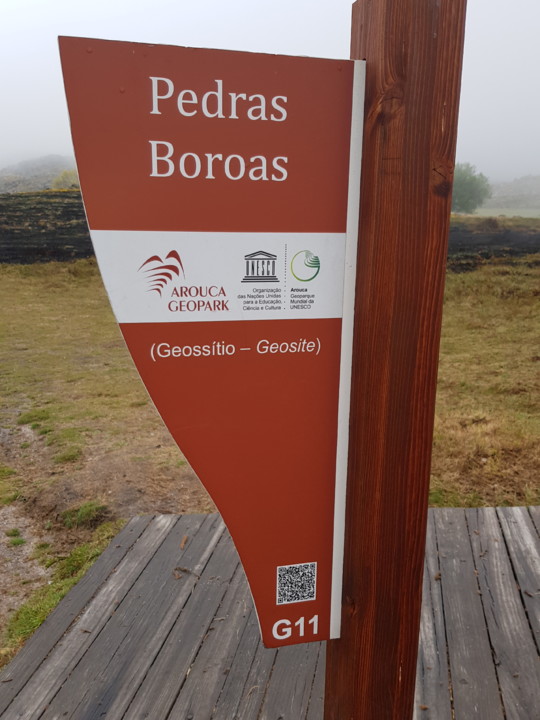 Pedras
Boroas
AROUCA
GEOPARK
UNESCO
Organização
das Nações Unidas
para a Educação,
Ciência e Cultura
Arouca
Geoparque
Mundial da
UNESCO
(Geossítio – Geosite)
G11